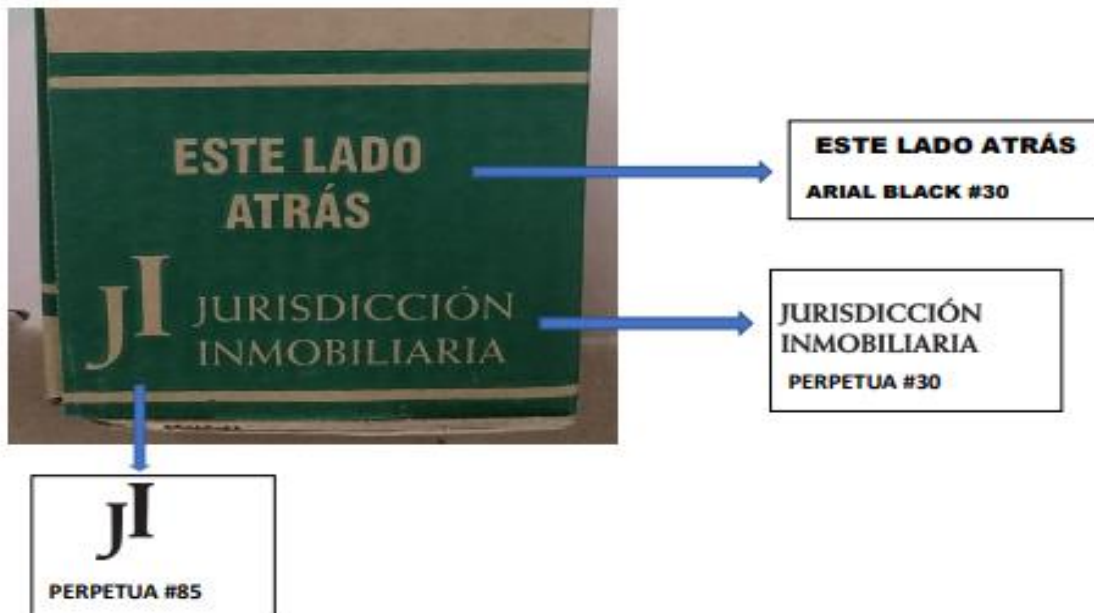 ESTE LADO
ATRÁS
JI
JURISDICCIÓN
INMOBILIARIA
ESTE LADO ATRÁS
ARIAL BLACK #30
JURISDICCIÓN
INMOBILIARIA
PERPETUA #30
JI
PERPETUA #85